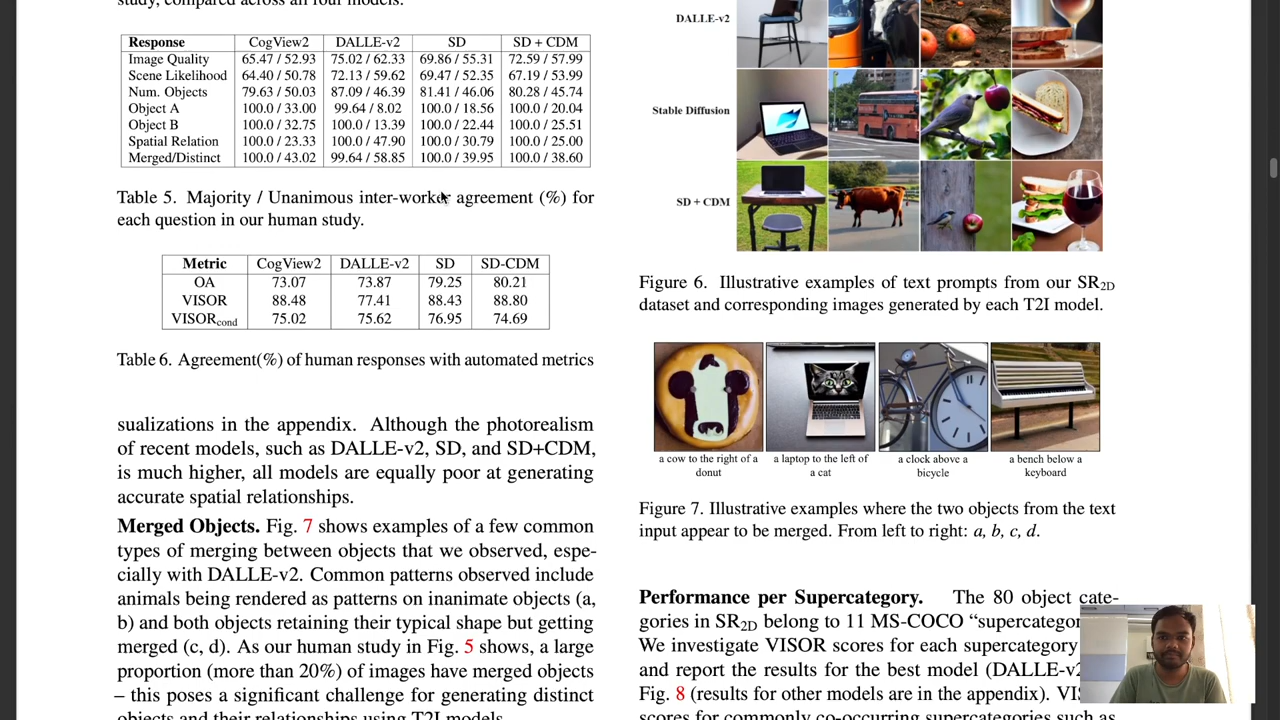 study, compared across all four models.
Response CogView2 DALLE-v2 SD SD + CDM
Image Quality 65.47 / 52.93 75.02 / 62.33 69.86 / 55.31 72.59 / 57.99
Scene Likelihood 64.40 / 50.78 72.13 / 59.62 69.47 / 52.35 67.19 / 53.99
Num. Objects 79.63 / 50.03 87.09 / 46.39 81.41 / 46.06 80.28 / 45.74
Object A 100.0 / 33.00 99.64 / 8.02 100.0 / 18.56 100.0 / 20.04
Object B 100.0 / 32.75 100.0 / 13.39 100.0 / 22.44 100.0 / 25.51
Spatial Relation 100.0 / 23.33 100.0 / 47.90 100.0 / 30.79 100.0 / 25.00
Merged/Distinct 100.0 / 43.02 99.64 / 58.85 100.0 / 39.95 100.0 / 38.60
Table 5. Majority / Unanimous inter-worker agreement (%) for
each question in our human study.
Metric CogView2 DALLE-v2 SD SD-CDM
OA 73.07 73.87 79.25 80.21
VISOR 88.48 77.41 88.43 88.80
VISORcond 75.02 75.62 76.95 74.69
Table 6. Agreement(%) of human responses with automated metrics
sualizations in the appendix. Although the photorealism
of recent models, such as DALLE-v2, SD, and SD+CDM,
is much higher, all models are equally poor at generating
accurate spatial relationships.
Merged Objects. Fig. 7 shows examples of a few common
types of merging between objects that we observed, espe-
cially with DALLE-v2. Common patterns observed include
animals being rendered as patterns on inanimate objects (a,
b) and both objects retaining their typical shape but getting
merged (c, d). As our human study in Fig. 5 shows, a large
proportion (more than 20%) of images have merged objects
– this poses a significant challenge for generating distinct
objects and their relationships using T2I models.
DALLE-v2
Stable Diffusion
SD + CDM
Figure 6. Illustrative examples of text prompts from our SR2D
dataset and corresponding images generated by each T2I model.
a cow to the right of a
donut
a laptop to the left of
a cat
a clock above a
bicycle
a bench below a
keyboard
Figure 7. Illustrative examples where the two objects from the text
input appear to be merged. From left to right: a, b, c, d.
Performance per Supercategory. The 80 object cate-
gories in SR2D belong to 11 MS-COCO “supercategor
We investigate VISOR scores for each supercategory
and report the results for the best model (DALLE-v2
Fig. 8 (results for other models are in the appendix). VI
scores for commonly co-occurring supercategories such as